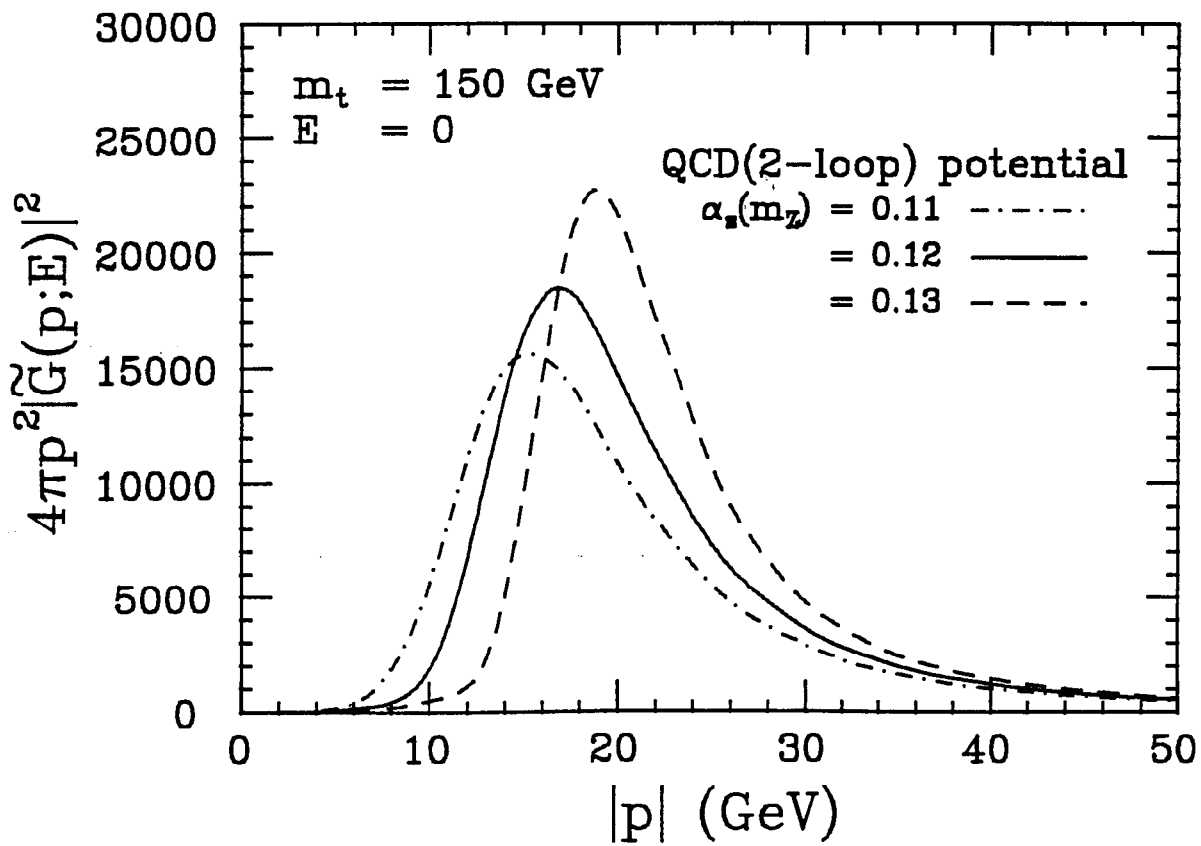 30000
25000
20000
15000
10000
5000
0
4πp²|G̃(p;E)|²
m_t = 150 GeV
E = 0
QCD(2-loop) potential
α_s(m_Z) = 0.11
= 0.12
= 0.13
0 10 20 30 40 50
|p| (GeV)